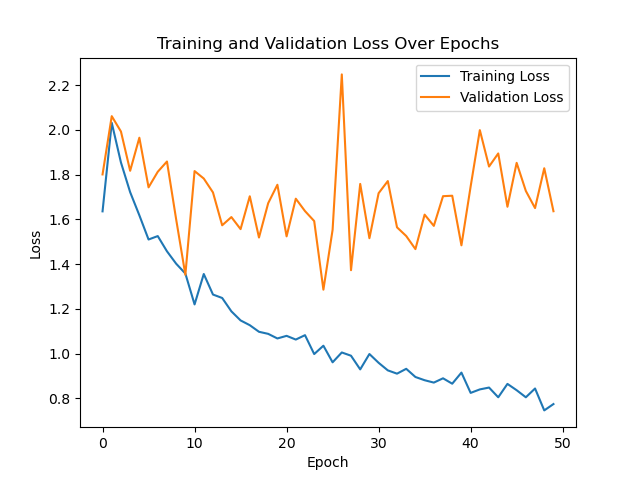 Training and Validation Loss Over Epochs
Training Loss
Validation Loss
Loss
2.2
2.0
1.8
1.6
1.4
1.2
1.0
0.8
0
10
20
30
40
50
Epoch